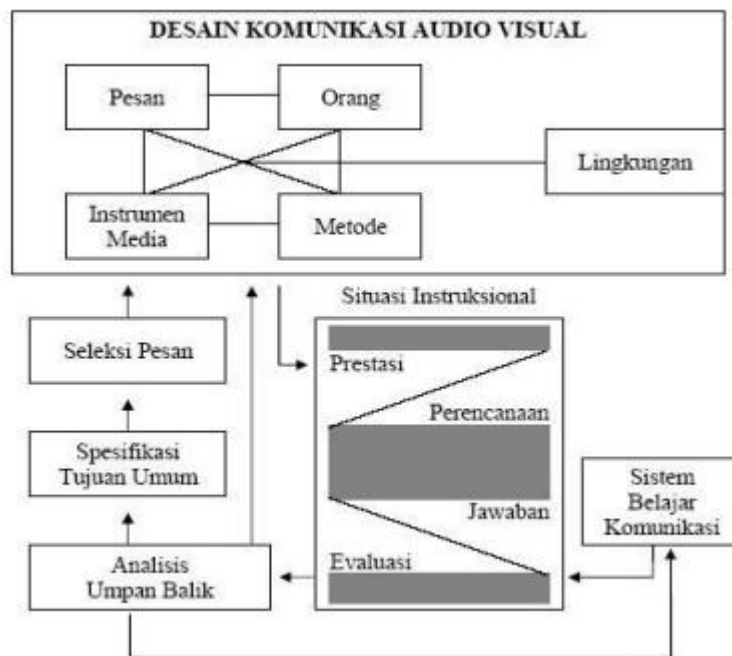 DESAIN KOMUNIKASI AUDIO VISUAL
Pesan
Orang
Lingkungan
Instrumen
Media
Metode
Situasi Instruksional
Seleksi Pesan
Prestasi
Perencanaan
Spesifikasi
Tujuan Umum
Sistem
Belajar
Komunikasi
Jawaban
Analisis
Umpan Balik
Evaluasi